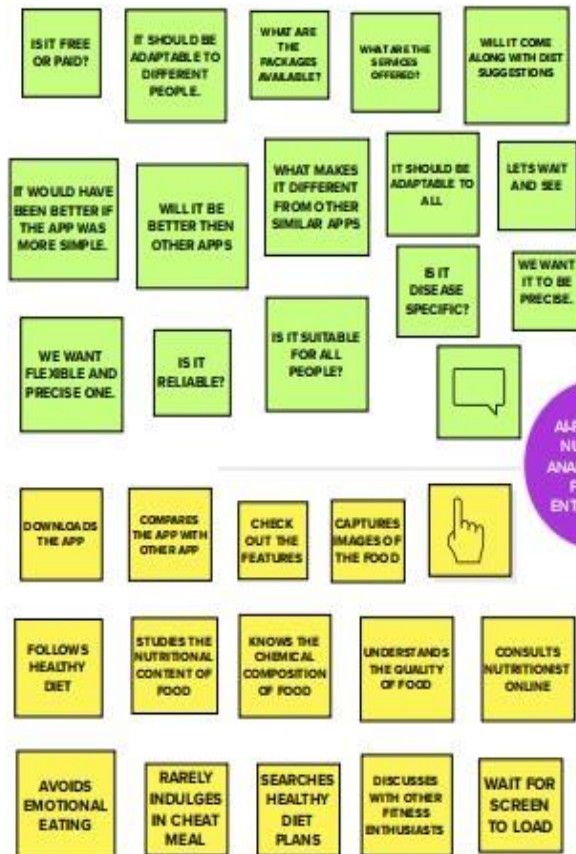 IS IT FREE
OR PAID?
IT SHOULD BE
ADAPTABLE TO
DIFFERENT
PEOPLE.
WHAT ARE
THE
PACKAGES
AVAILABLE?
WHAT ARE THE
SERVICES
OFFERED?
WILL IT COME
ALONG WITH DIET
SUGGESTIONS
IT WOULD HAVE
BEEN BETTER IF
THE APP WAS
MORE SIMPLE.
WILL IT BE
BETTER THEN
OTHER APPS
WHAT MAKES
IT DIFFERENT
FROM OTHER
SIMILAR APPS
IT SHOULD BE
ADAPTABLE TO
ALL
LETS WAIT
AND SEE
IS IT
DISEASE
SPECIFIC?
WE WANT
IT TO BE
PRECISE.
WE WANT
FLEXIBLE AND
PRECISE ONE.
IS IT
RELIABLE?
IS IT SUITABLE
FOR ALL
PEOPLE?
DOWNLOADS
THE APP
COMPARES
THE APP WITH
OTHER APP
CHECK
OUT THE
FEATURES
CAPTURES
IMAGES OF
THE FOOD
FOLLOWS
HEALTHY
DIET
STUDIES THE
NUTRITIONAL
CONTENT OF
FOOD
KNOWS THE
CHEMICAL
COMPOSITION
OF FOOD
UNDERSTANDS
THE QUALITY
OF FOOD
CONSULTS
NUTRITIONIST
ONLINE
AVOIDS
EMOTIONAL
EATING
RARELY
INDULGES
IN CHEAT
MEAL
SEARCHES
HEALTHY
DIET
PLANS
DISCUSSES
WITH OTHER
FITNESS
ENTHUSIASTS
WAIT FOR
SCREEN
TO LOAD